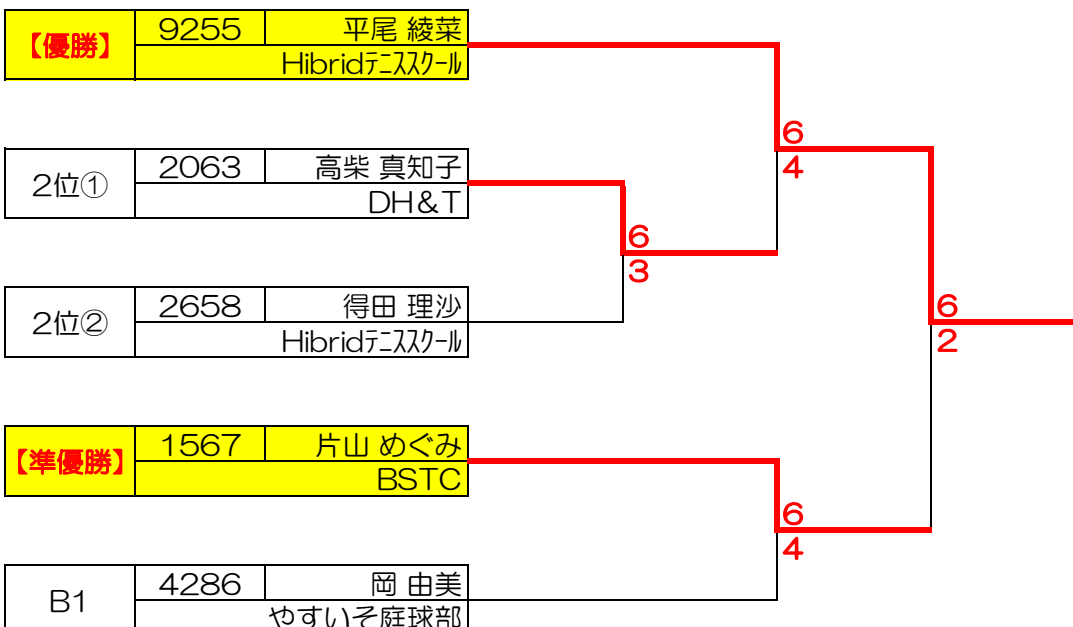 【優勝】 9255 平尾 綾菜
Hibridﾃﾆｽｽｸｰﾙ
6
4
2位① 2063 高柴 真知子
DH&T
6
3
2位② 2658 得田 理沙
Hibridﾃﾆｽｽｸｰﾙ
6
2
【準優勝】 1567 片山 めぐみ
BSTC
6
4
B1 4286 岡 由美
やすいそ庭球部